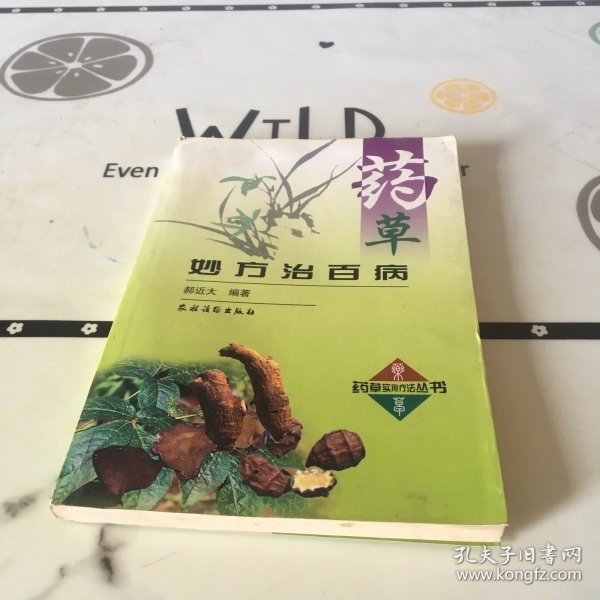 WILD
Even
r
药
草
妙方治百病
郝近大 编著
农村读物出版社
藥
药草实用疗法丛书
草
孔夫子旧书网
www.kongfz.com